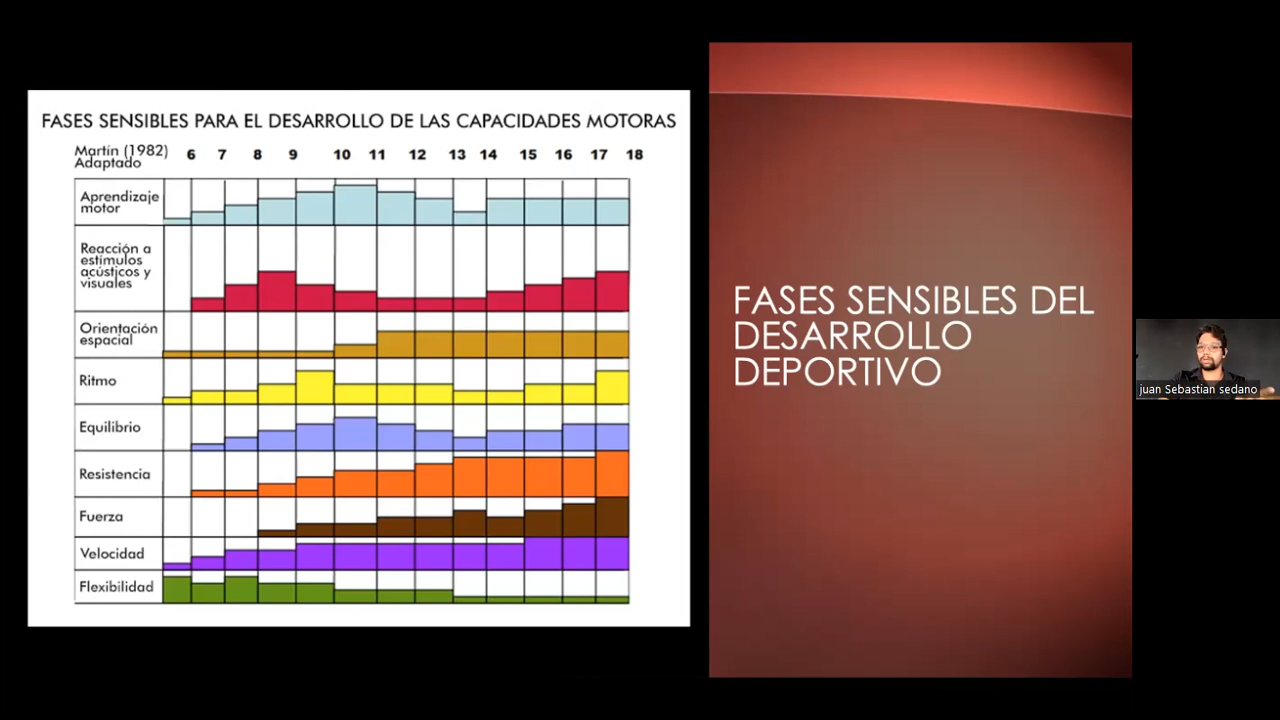 FASES SENSIBLES PARA EL DESARROLLO DE LAS CAPACIDADES MOTORAS
Martín (1982)
Adaptado
6 7 8 9 10 11 12 13 14 15 16 17 18
Aprendizaje
motor
Reacción a
estímulos
acústicos y
visuales
Orientación
espacial
Ritmo
Equilibrio
Resistencia
Fuerza
Velocidad
Flexibilidad
FASES SENSIBLES DEL
DESARROLLO
DEPORTIVO
juan Sebastian sedano